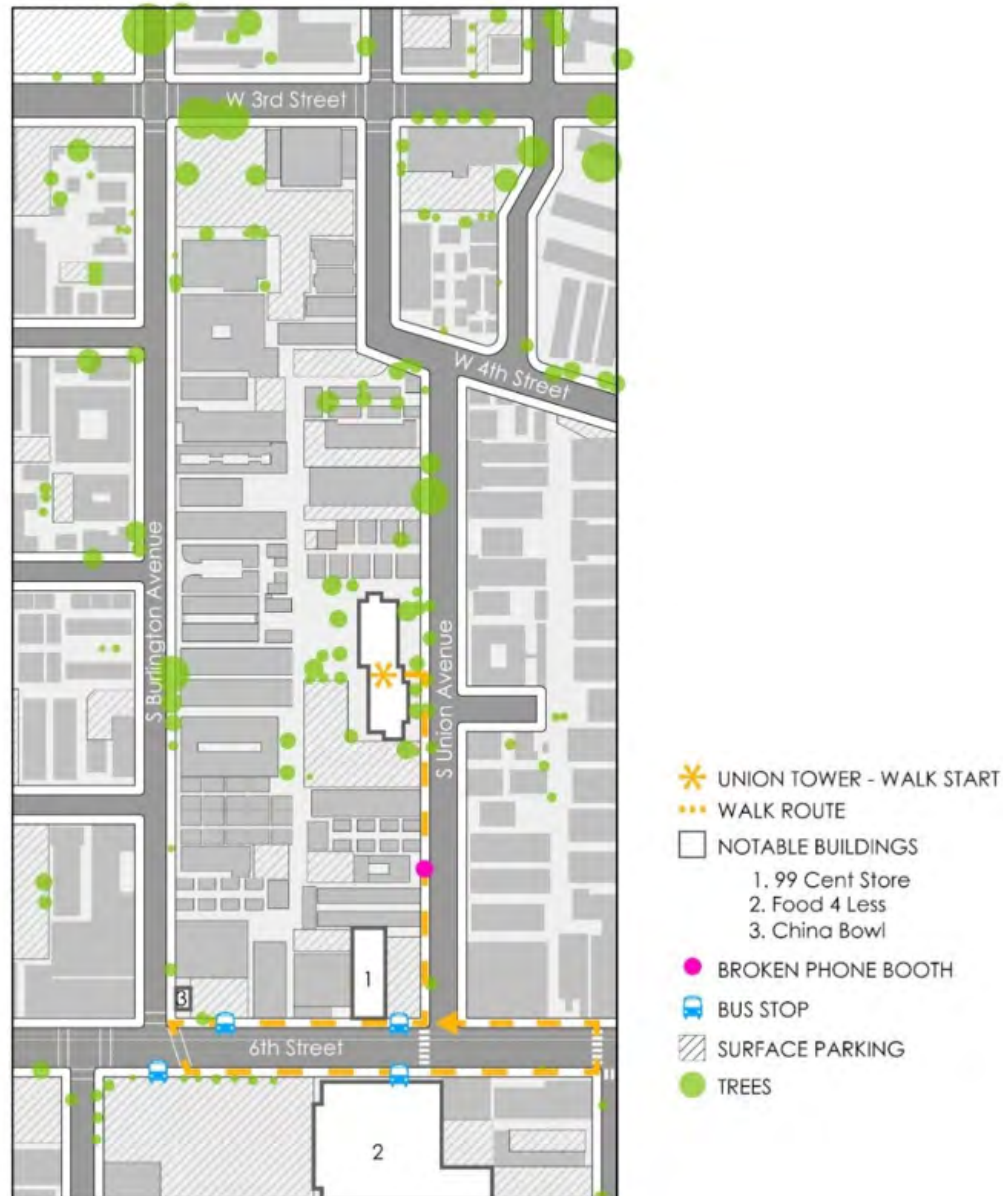 W 3rd Street
W 4th Street
S Burlington Avenue
S Union Avenue
1
3
6th Street
2
UNION TOWER - WALK START
WALK ROUTE
NOTABLE BUILDINGS
1. 99 Cent Store
2. Food 4 Less
3. China Bowl
BROKEN PHONE BOOTH
BUS STOP
SURFACE PARKING
TREES